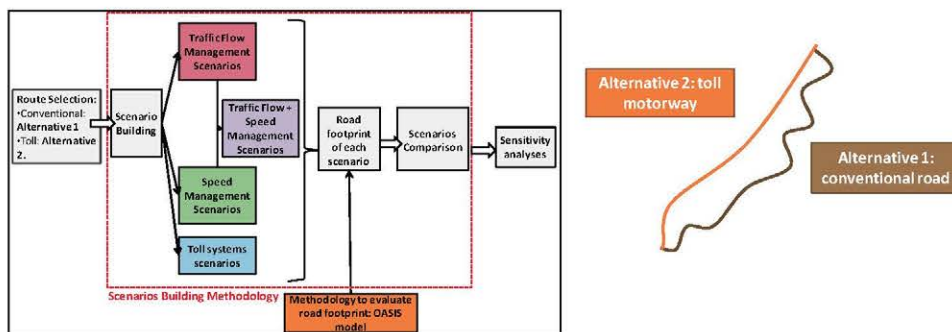 Route Selection:
•Conventional:
Alternative 1
•Toll: Alternative
2.
Scenario
Building
Traffic Flow
Management
Scenarios
Traffic Flow +
Speed
Management
Scenarios
Speed
Management
Scenarios
Toll systems
scenarios
Road
footprint
of each
scenario
Scenarios
Comparison
Sensitivity
analyses
Scenarios Building Methodology
Methodology to evaluate
road footprint: OASIS
model
Alternative 2: toll
motorway
Alternative 1:
conventional road